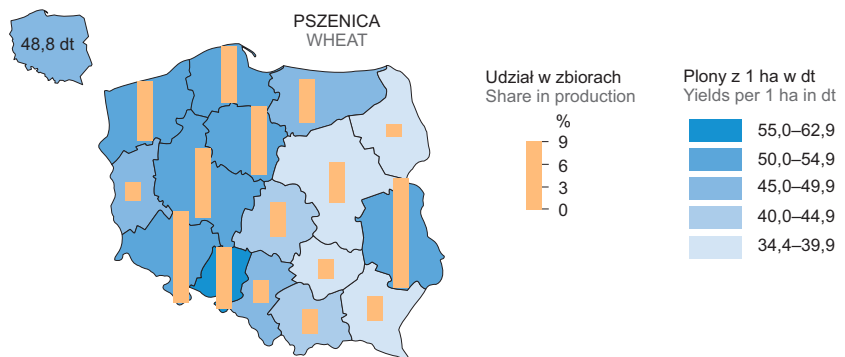 PSZENICA
WHEAT
48,8 dt
Udział w zbiorach
Share in production
%
9
6
3
0
Plony z 1 ha w dt
Yields per 1 ha in dt
55,0–62,9
50,0–54,9
45,0–49,9
40,0–44,9
34,4–39,9